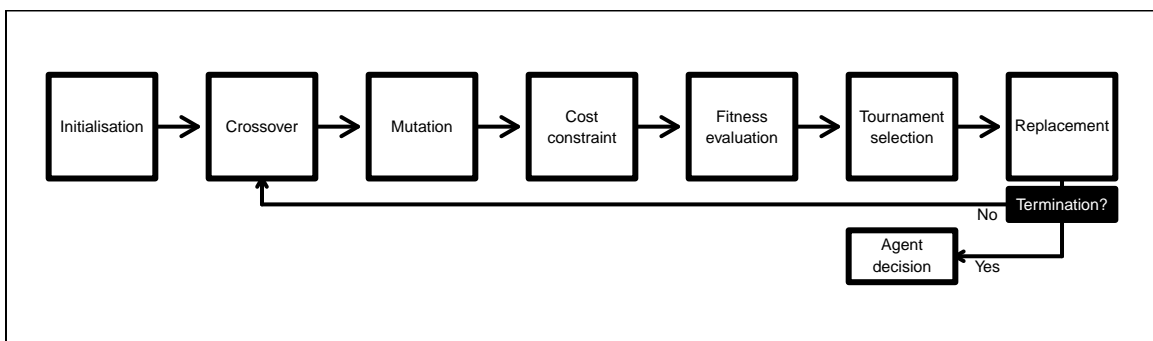 Initialisation
Crossover
Mutation
Cost
constraint
Fitness
evaluation
Tournament
selection
Replacement
Termination?
No
Agent
decision
Yes